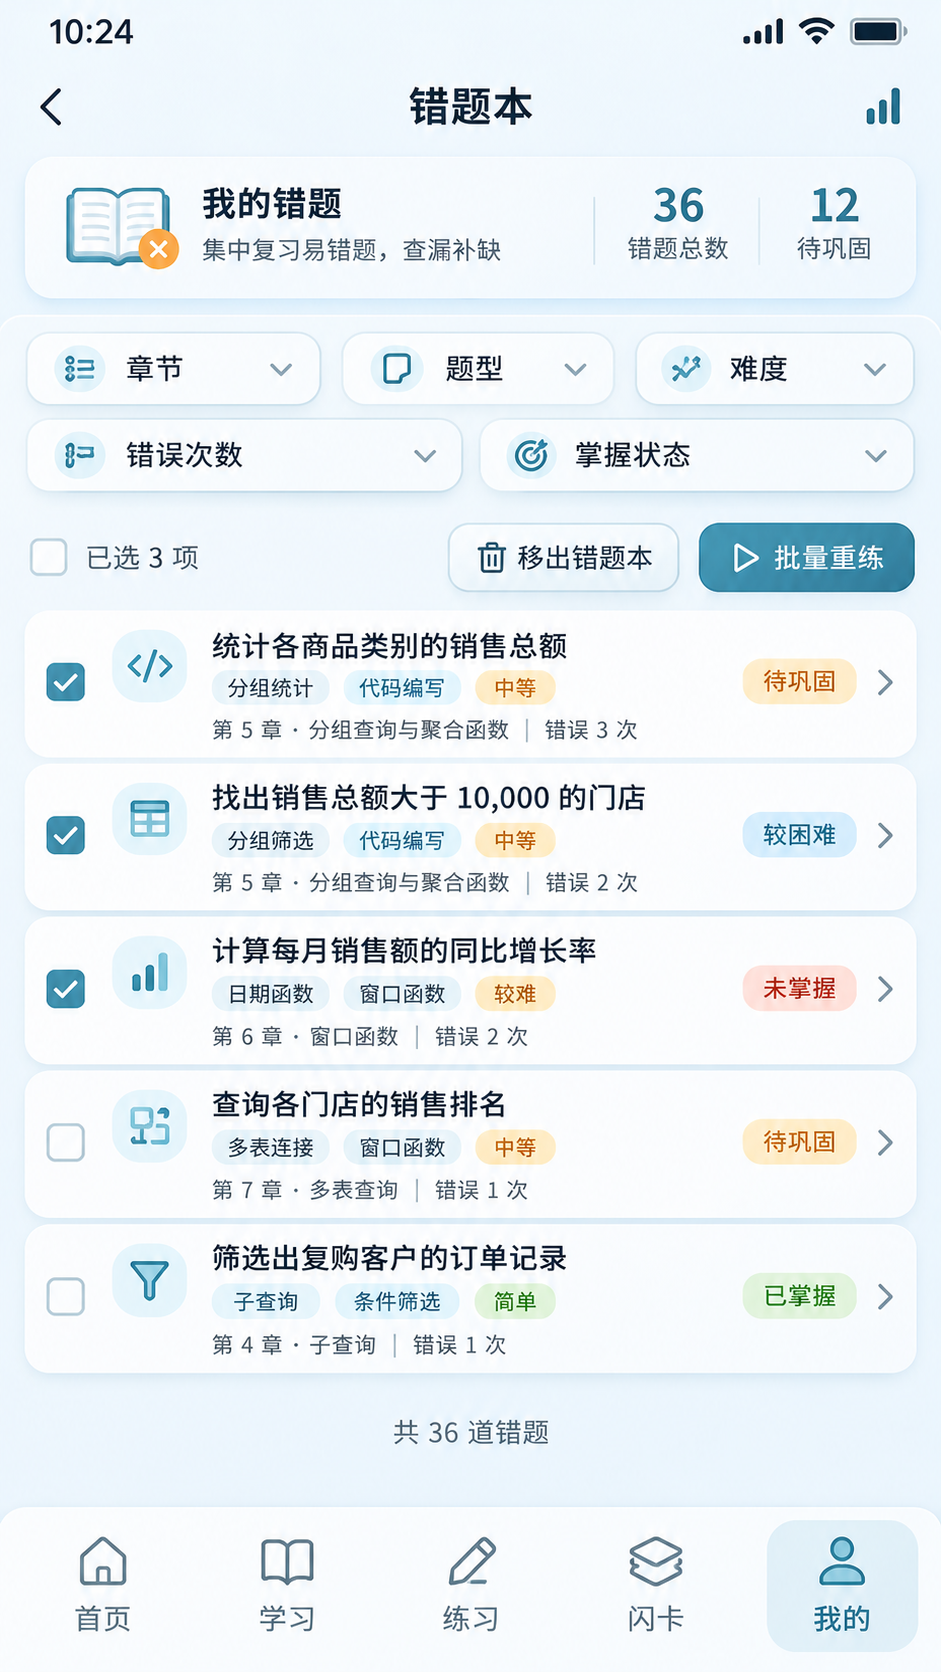 10:24
错题本
我的错题
集中复习易错题，查漏补缺
36
错题总数
12
待巩固
章节
题型
难度
错误次数
掌握状态
已选 3 项
移出错题本
批量重练
统计各商品类别的销售总额
分组统计 代码编写 中等
第 5 章 · 分组查询与聚合函数 | 错误 3 次
待巩固
找出销售总额大于 10,000 的门店
分组筛选 代码编写 中等
第 5 章 · 分组查询与聚合函数 | 错误 2 次
较困难
计算每月销售额的同比增长率
日期函数 窗口函数 较难
第 6 章 · 窗口函数 | 错误 2 次
未掌握
查询各门店的销售排名
多表连接 窗口函数 中等
第 7 章 · 多表查询 | 错误 1 次
待巩固
筛选出复购客户的订单记录
子查询 条件筛选 简单
第 4 章 · 子查询 | 错误 1 次
已掌握
共 36 道错题
首页
学习
练习
闪卡
我的